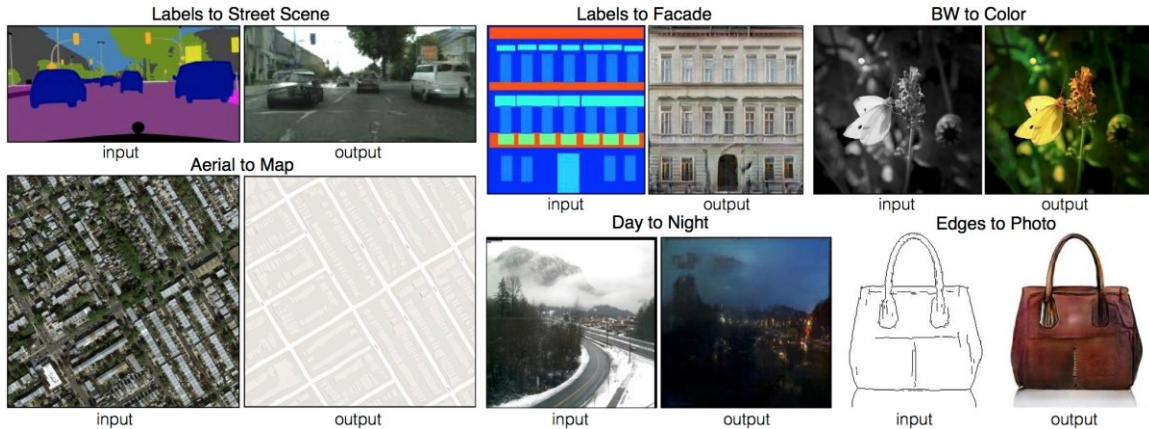 Labels to Street Scene
input
output
Aerial to Map
input
output
Labels to Facade
input
output
BW to Color
input
output
Day to Night
input
output
Edges to Photo
input
output